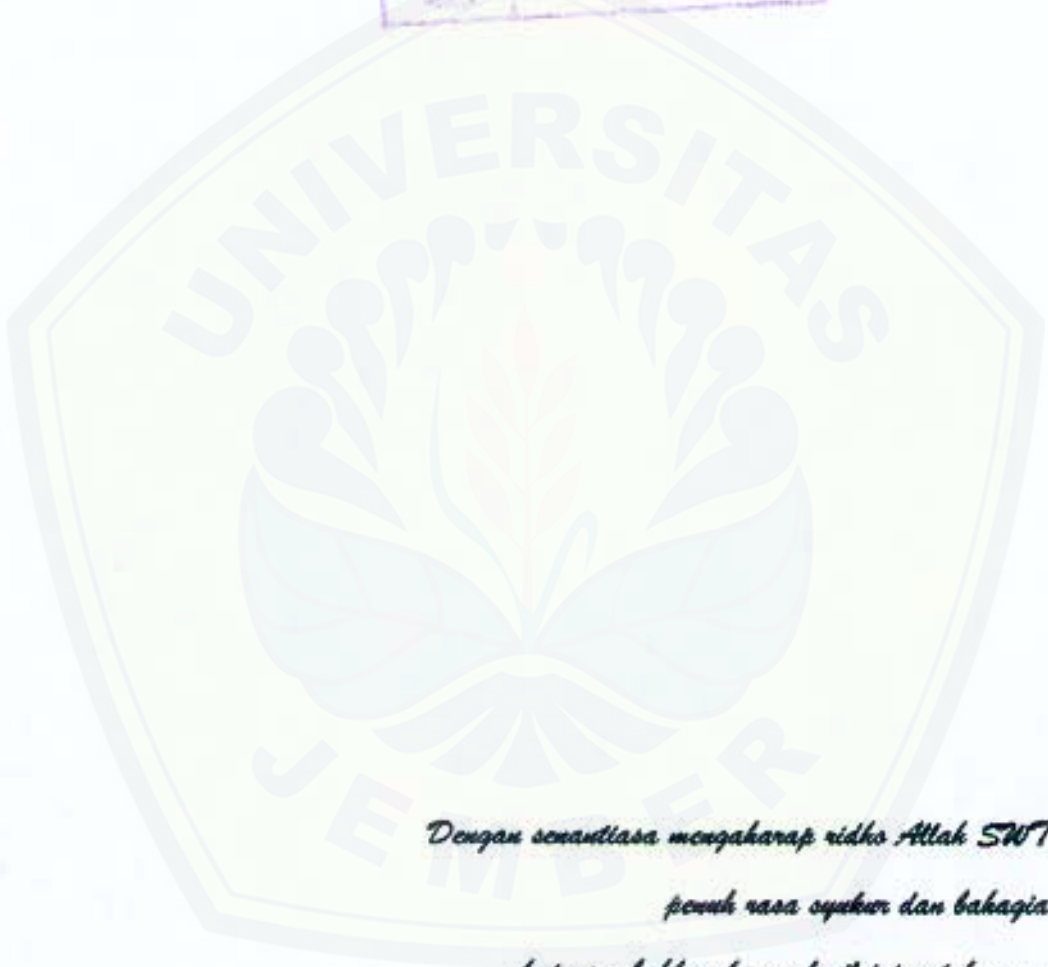 UNIVERSITAS
JEMBER
Dengan senantiasa mengaharap ridho Allah SWT
penuh rasa syukur dan bahagia